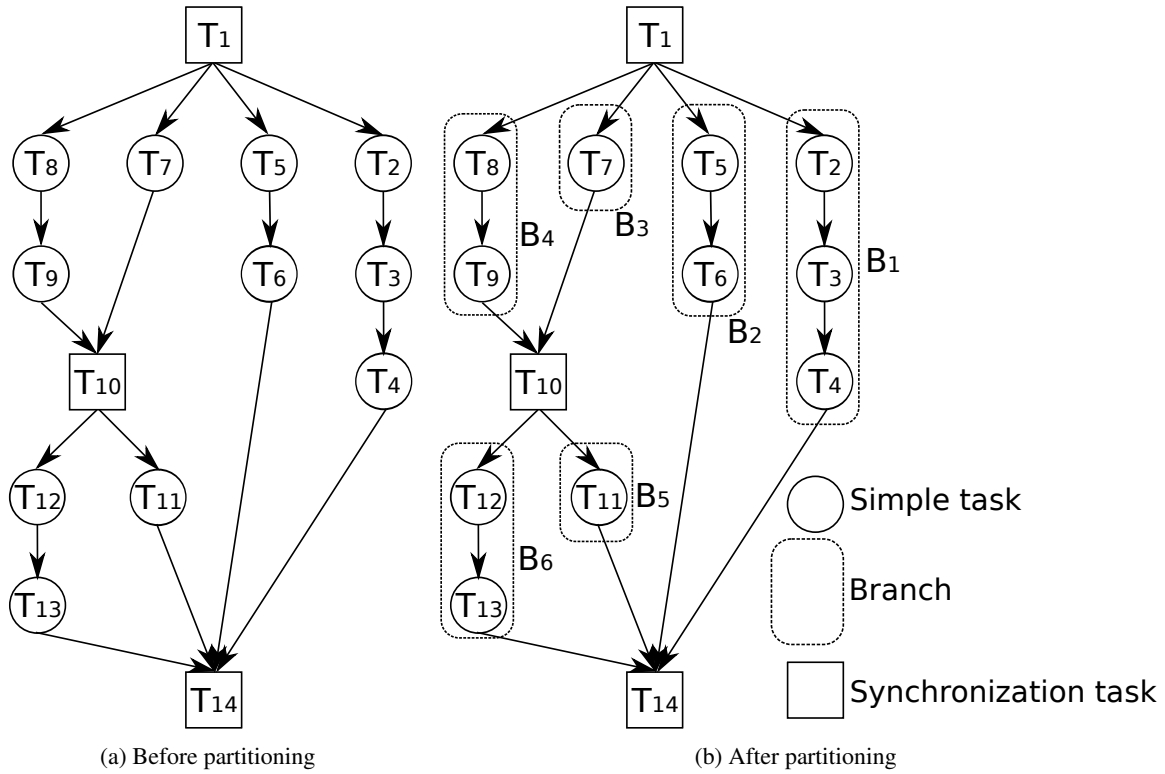 T1
T8 T7 T5 T2
T9 T6 T3
T10 T4
T12 T11
T13
T14
(a) Before partitioning
T1
T8 T7 T5 T2
B4 B3
T9 T6 T3 B1
B2
T10 T4
T12 T11 B5
B6
T13
T14
(b) After partitioning
Simple task
Branch
Synchronization task